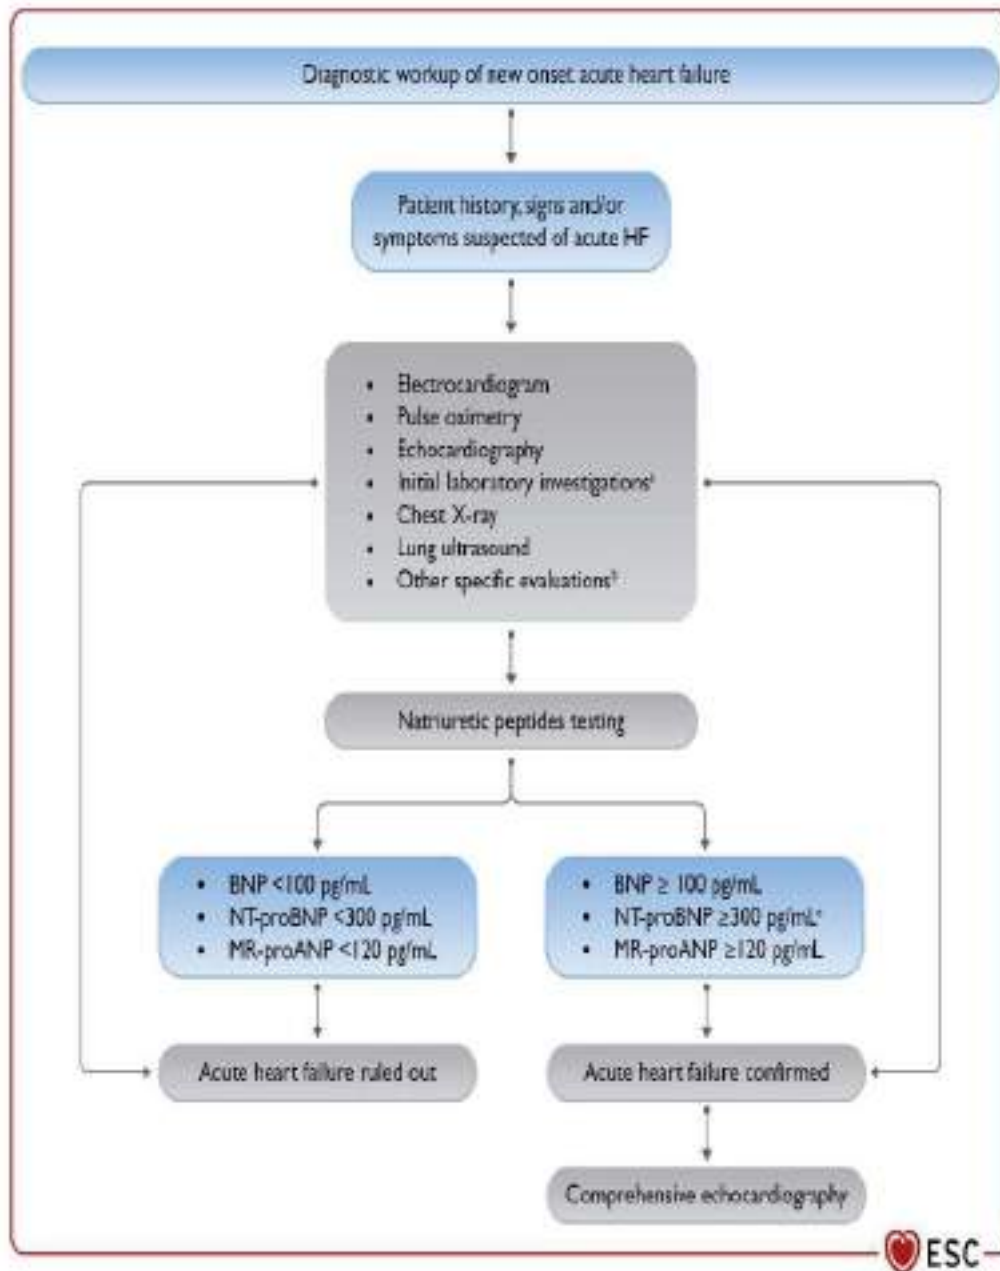 Diagnostic workup of new onset acute heart failure
Patient history, signs and/or
symptoms suspected of acute HF
• Electrocardiogram
• Pulse oximetry
• Echocardiography
• Initial laboratory investigationsᵃ
• Chest X-ray
• Lung ultrasound
• Other specific evaluationsᵇ
Natriuretic peptides testing
• BNP <100 pg/mL
• NT-proBNP <300 pg/mL
• MR-proANP <120 pg/mL
• BNP ≥ 100 pg/mL
• NT-proBNP ≥300 pg/mLᶜ
• MR-proANP ≥120 pg/mL
Acute heart failure ruled out
Acute heart failure confirmed
Comprehensive echocardiography
ESC